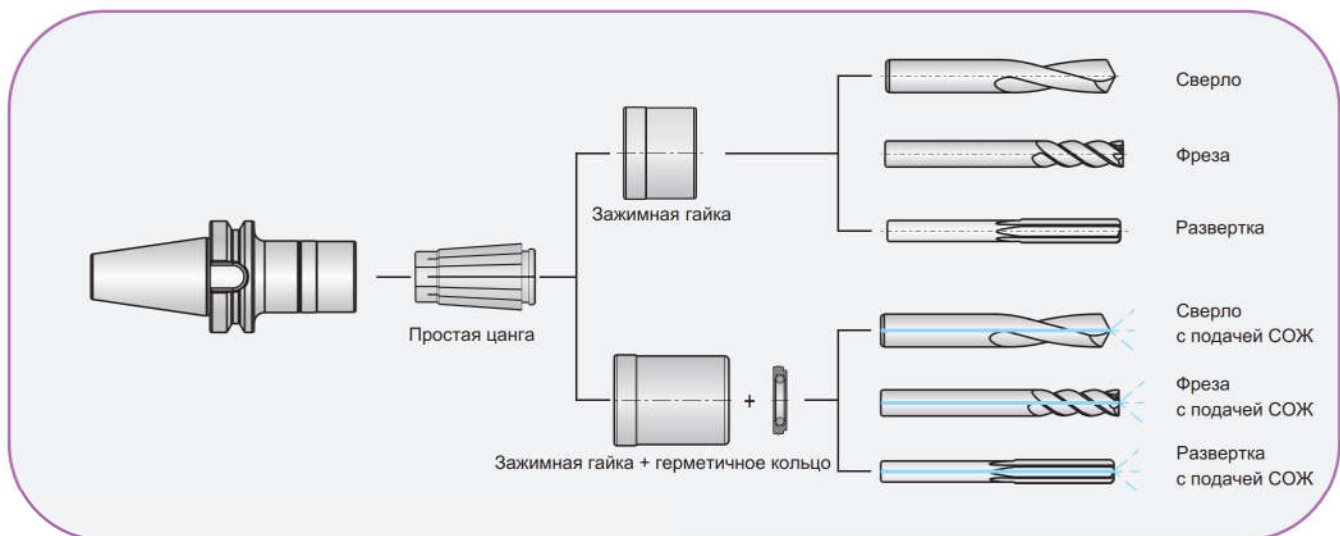 Сверло
Фреза
Зажимная гайка
Развертка
Простая цанга
Сверло
с подачей СОЖ
Фреза
с подачей СОЖ
+
Зажимная гайка + герметичное кольцо
Развертка
с подачей СОЖ